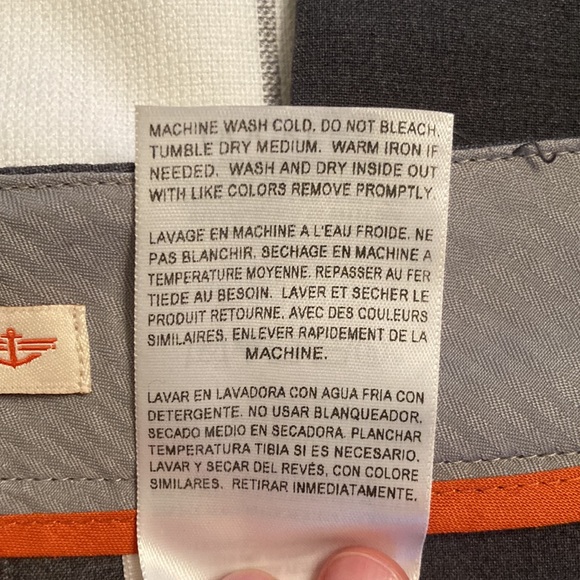 MACHINE WASH COLD. DO NOT BLEACH.
TUMBLE DRY MEDIUM. WARM IRON IF
NEEDED. WASH AND DRY INSIDE OUT
WITH LIKE COLORS REMOVE PROMPTLY.
LAVAGE EN MACHINE A L'EAU FROIDE. NE
PAS BLANCHIR. SECHAGE EN MACHINE A
TEMPERATURE MOYENNE. REPASSER AU FER
TIEDE AU BESOIN. LAVER ET SECHER LE
PRODUIT RETOURNE. AVEC DES COULEURS
SIMILAIRES. ENLEVER RAPIDEMENT DE LA
MACHINE.
LAVAR EN LAVADORA CON AGUA FRIA CON
DETERGENTE. NO USAR BLANQUEADOR.
SECADO MEDIO EN SECADORA. PLANCHAR
TEMPERATURA TIBIA SI ES NECESARIO.
LAVAR Y SECAR DEL REVÉS, CON COLORE
SIMILARES. RETIRAR INMEDIATAMENTE.